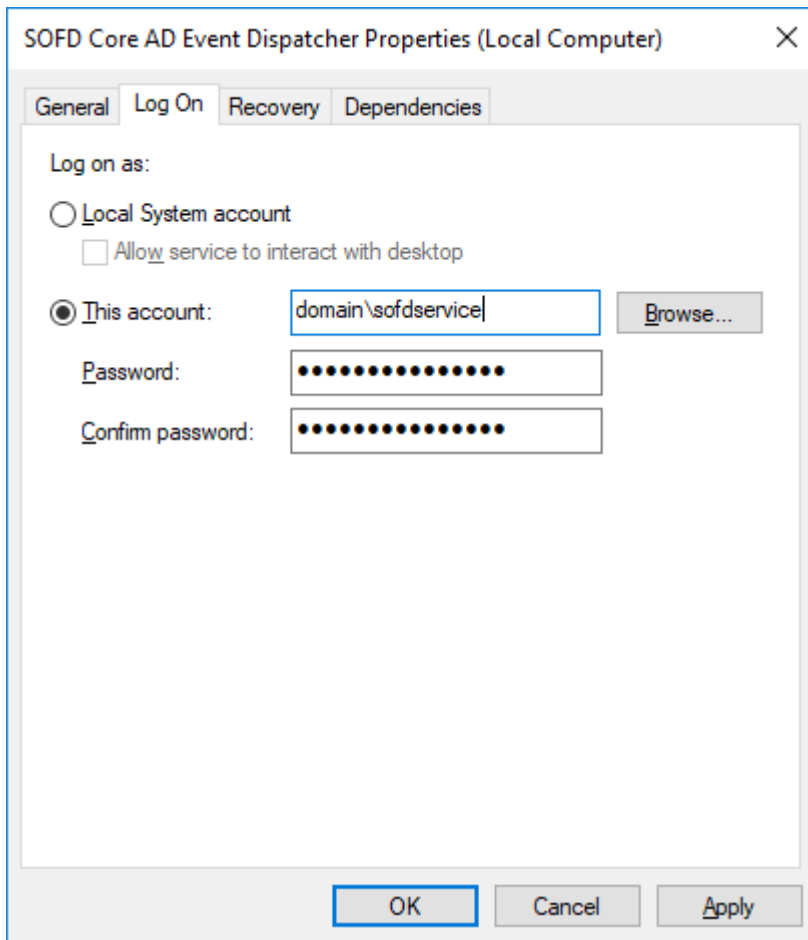 SOFD Core AD Event Dispatcher Properties (Local Computer)
General Log On Recovery Dependencies
Log on as:
Local System account
Allow service to interact with desktop
This account: domain\sofdservice Browse...
Password: ●●●●●●●●●●●●●●●
Confirm password: ●●●●●●●●●●●●●●●
OK Cancel Apply